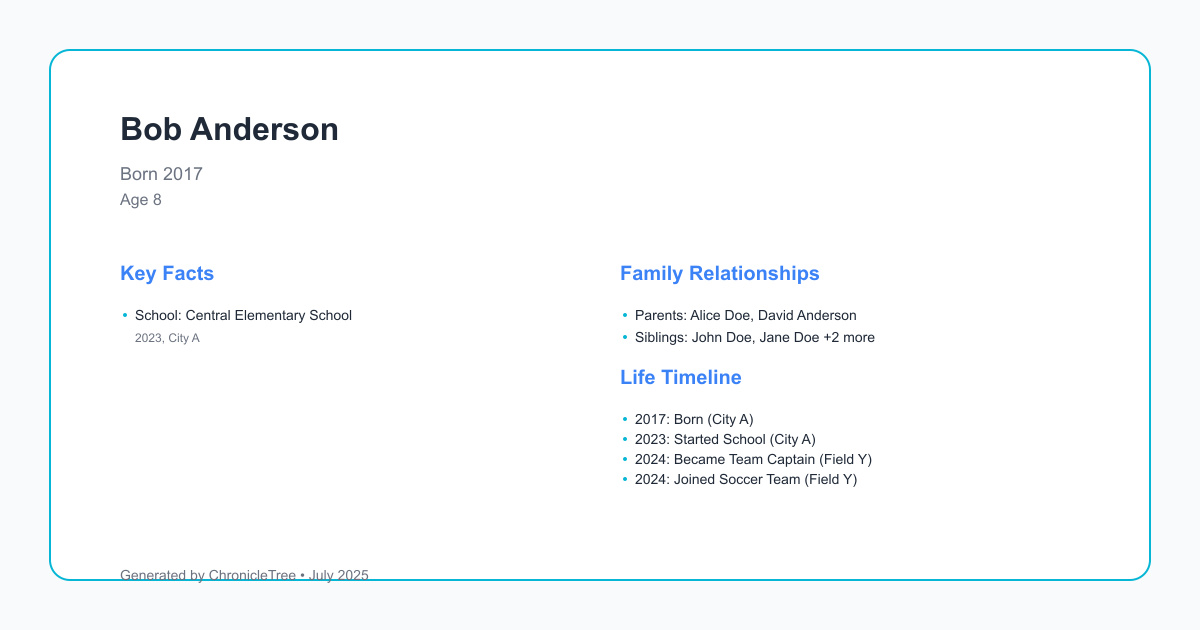 Bob Anderson
Born 2017
Age 8
Key Facts
• School: Central Elementary School
2023, City A
Family Relationships
• Parents: Alice Doe, David Anderson
• Siblings: John Doe, Jane Doe +2 more
Life Timeline
• 2017: Born (City A)
• 2023: Started School (City A)
• 2024: Became Team Captain (Field Y)
• 2024: Joined Soccer Team (Field Y)
Generated by ChronicleTree • July 2025